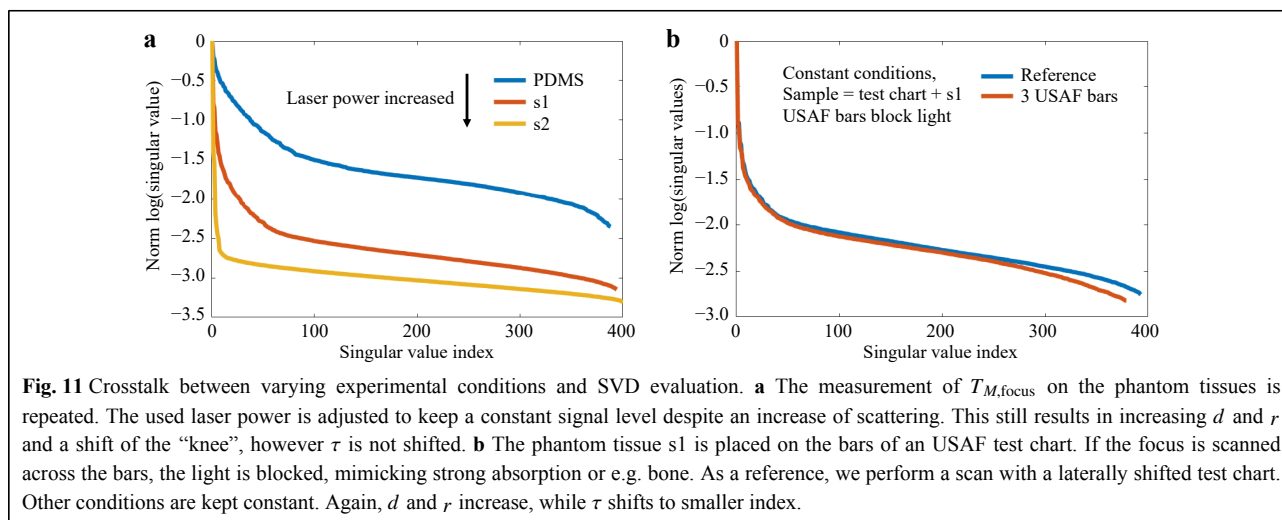 a
0
−0.5
−1.0
−1.5
−2.0
−2.5
−3.0
−3.5
Norm log(singular values)
0 100 200 300 400
Singular value index
Laser power increased
PDMS
s1
s2
b
0
−0.5
−1.0
−1.5
−2.0
−2.5
−3.0
Norm log(singular values)
0 100 200 300 400
Singular value index
Constant conditions,
Sample = test chart + s1
USAF bars block light
Reference
3 USAF bars
Fig. 11 Crosstalk between varying experimental conditions and SVD evaluation. a The measurement of T_M,focus on the phantom tissues is
repeated. The used laser power is adjusted to keep a constant signal level despite an increase of scattering. This still results in increasing d and r
and a shift of the “knee”, however τ is not shifted. b The phantom tissue s1 is placed on the bars of an USAF test chart. If the focus is scanned
across the bars, the light is blocked, mimicking strong absorption or e.g. bone. As a reference, we perform a scan with a laterally shifted test chart.
Other conditions are kept constant. Again, d and r increase, while τ shifts to smaller index.